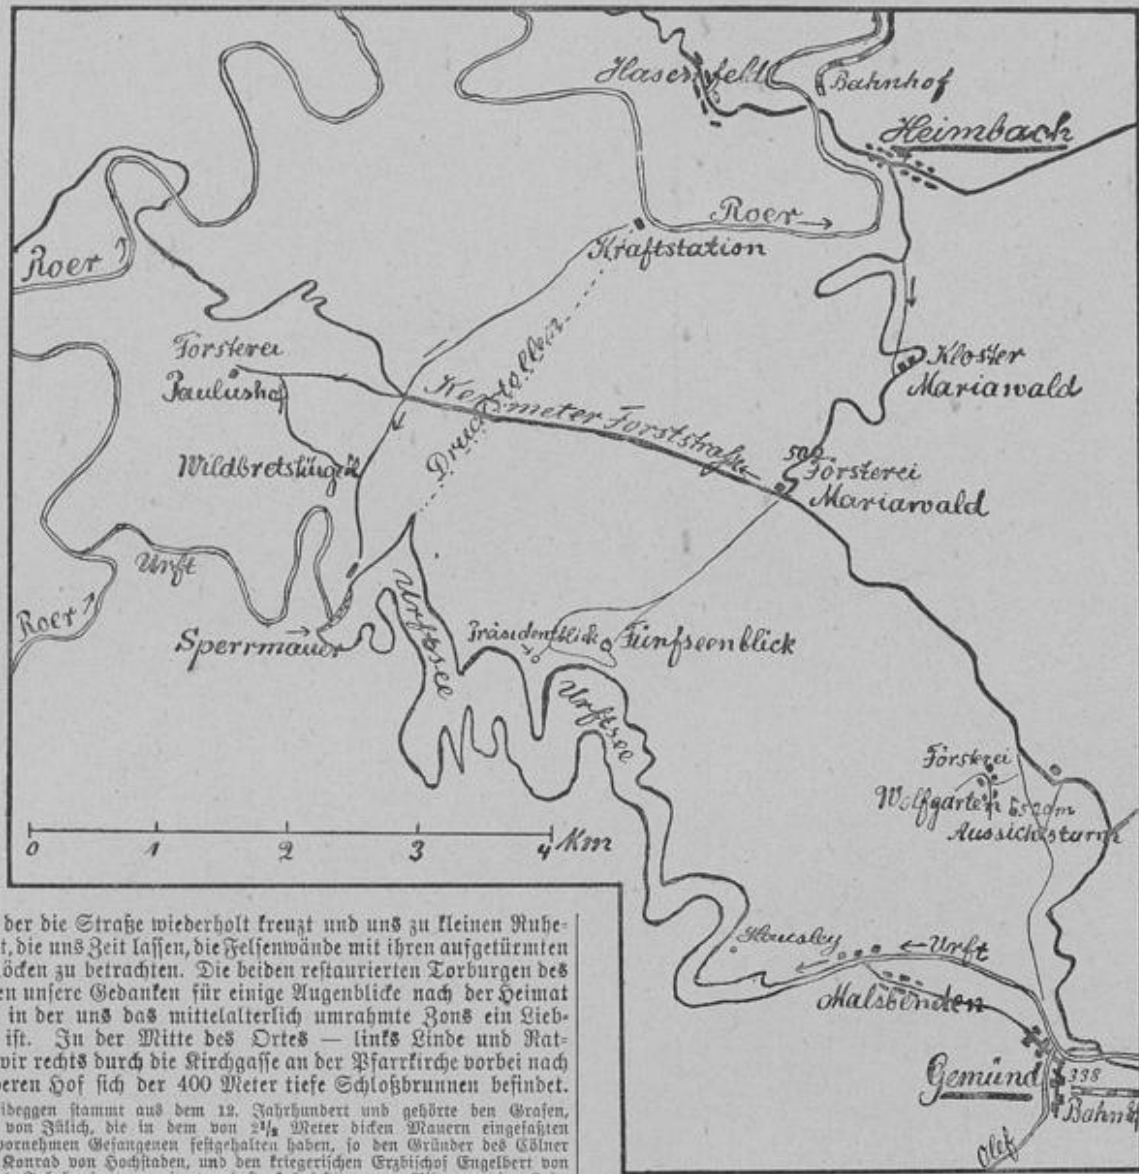 Hasenfeld
Bahnhof
Heimbach
Roer
Roer
Kraftstation
Försterei
Paulushof
Kloster
Mariawald
Kermeter Forststraße
Druckstollen
Wildbretshügel
500
Försterei
Mariawald
Urft
Roer
Sperrmauer
Urftsee
Präsidentblick
Fünfseenblick
Urftsee
Försterei
Wolfgarten
Aussichtsturm
0 1 2 3 4 Km
Hausley
Urft
Malsbenden
Gemünd
338
Bahnhf
Olef
der die Straße wiederholt kreuzt und uns zu kleinen Ruhe-
t, die uns Zeit lassen, die Felsenwände mit ihren aufgetürmten
öcken zu betrachten. Die beiden restaurierten Torburgen des
en unsere Gedanken für einige Augenblicke nach der Heimat
in der uns das mittelalterlich umrahmte Zons ein Lieb-
ist. In der Mitte des Ortes — links Linde und Rat-
wir rechts durch die Kirchgasse an der Pfarrkirche vorbei nach
deren Hof sich der 400 Meter tiefe Schloßbrunnen befindet.
ideggen stammt aus dem 12. Jahrhundert und gehörte den Grafen,
von Jülich, die in dem von 2½ Meter dicken Mauern eingefaßten
vornehmen Gefangenen festgehalten haben, so den Gründer des Cölner
Konrad von Hochstaden, und den kriegerischen Erzbischof Engelbert von